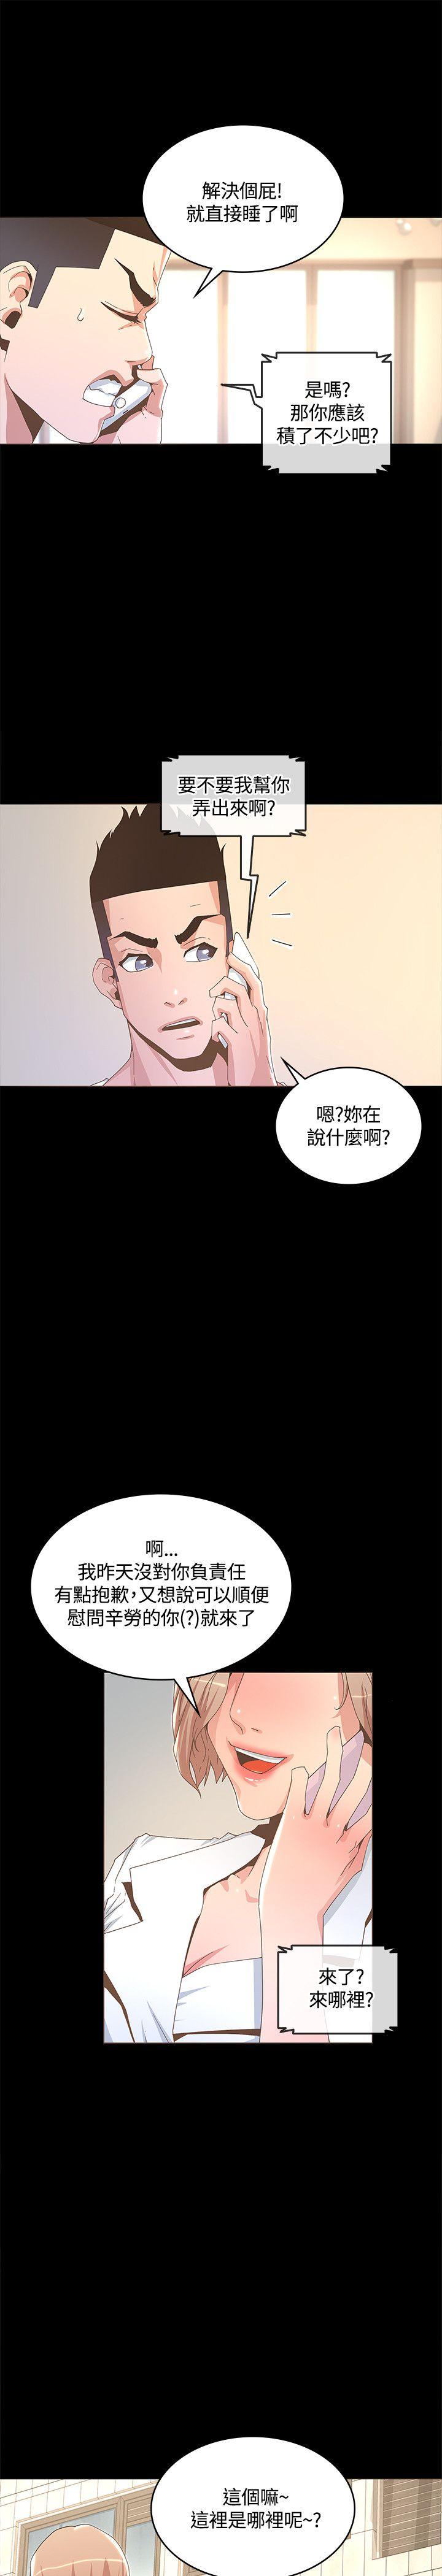 解決個屁!
就直接睡了啊
是嗎?
那你應該
積了不少吧?
要不要我幫你
弄出來啊?
嗯?妳在
說什麼啊?
啊...
我昨天沒對你負責任
有點抱歉,又想說可以順便
慰問辛勞的你(?)就來了
來了?
來哪裡?
這個嘛~
這裡是哪裡呢~?